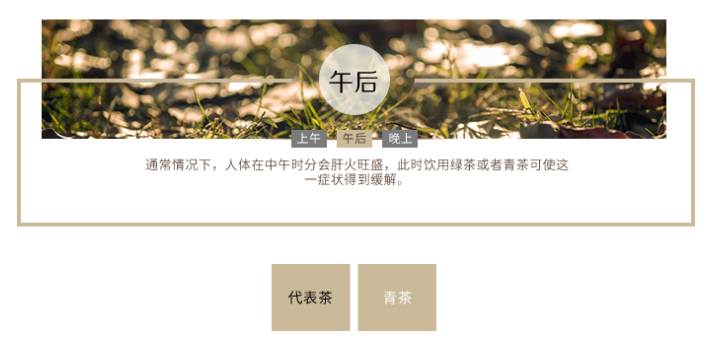 午后
上午 午后 晚上
通常情况下，人体在中午时分会肝火旺盛，此时饮用绿茶或者青茶可使这
一症状得到缓解。
代表茶 青茶